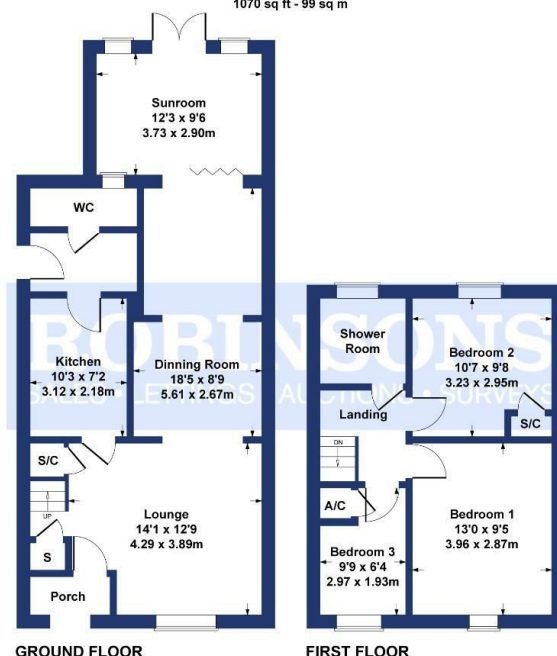 1070 sq ft - 99 sq m
Sunroom
12'3 x 9'6
3.73 x 2.90m
WC
Kitchen
10'3 x 7'2
3.12 x 2.18m
Dinning Room
18'5 x 8'9
5.61 x 2.67m
S/C
UP
S
Porch
Lounge
14'1 x 12'9
4.29 x 3.89m
GROUND FLOOR
Shower
Room
Bedroom 2
10'7 x 9'8
3.23 x 2.95m
S/C
Landing
DN
A/C
Bedroom 1
13'0 x 9'5
3.96 x 2.87m
Bedroom 3
9'9 x 6'4
2.97 x 1.93m
FIRST FLOOR
ROBINSONS
SALES • LETTINGS • AUCTIONS • SURVEYS